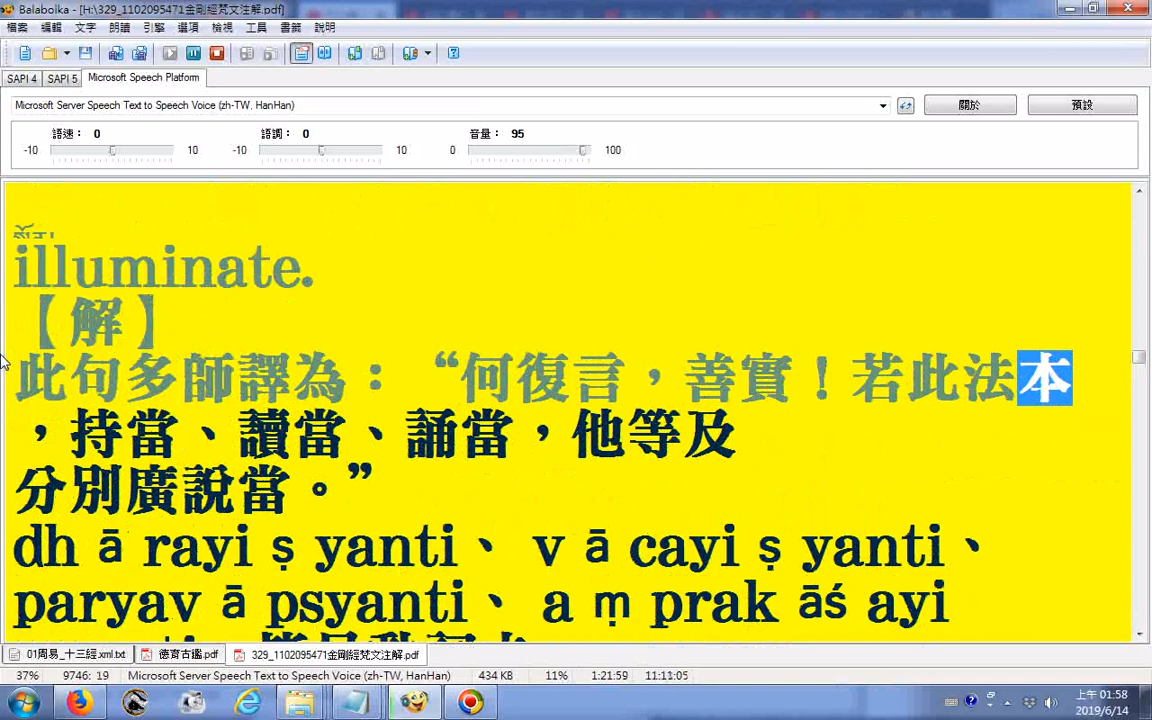 Balabolka - [H:\329_1102095471金剛經梵文注解.pdf]
檔案 編輯 文字 朗讀 引擎 選項 檢視 工具 書籤 說明
SAPI 4 SAPI 5 Microsoft Speech Platform
Microsoft Server Speech Text to Speech Voice (zh-TW, HanHan) 關於 預設
語速： 0 語調： 0 音量： 95
-10 10 -10 10 0 100
illuminate.
【解】
此句多師譯為：“何復言，善實！若此法本
，持當、讀當、誦當，他等及
分別廣說當。”
dh ā rayi ṣ yanti、 v ā cayi ṣ yanti、
paryav ā psyanti、 a ṃ prak āś ayi
01周易_十三經.xml.txt 德育古鑑.pdf 329_1102095471金剛經梵文注解.pdf
37% 9746: 19 Microsoft Server Speech Text to Speech Voice (zh-TW, HanHan) 434 KB 11% 1:21:59 11:11:05
上午 01:58
2019/6/14